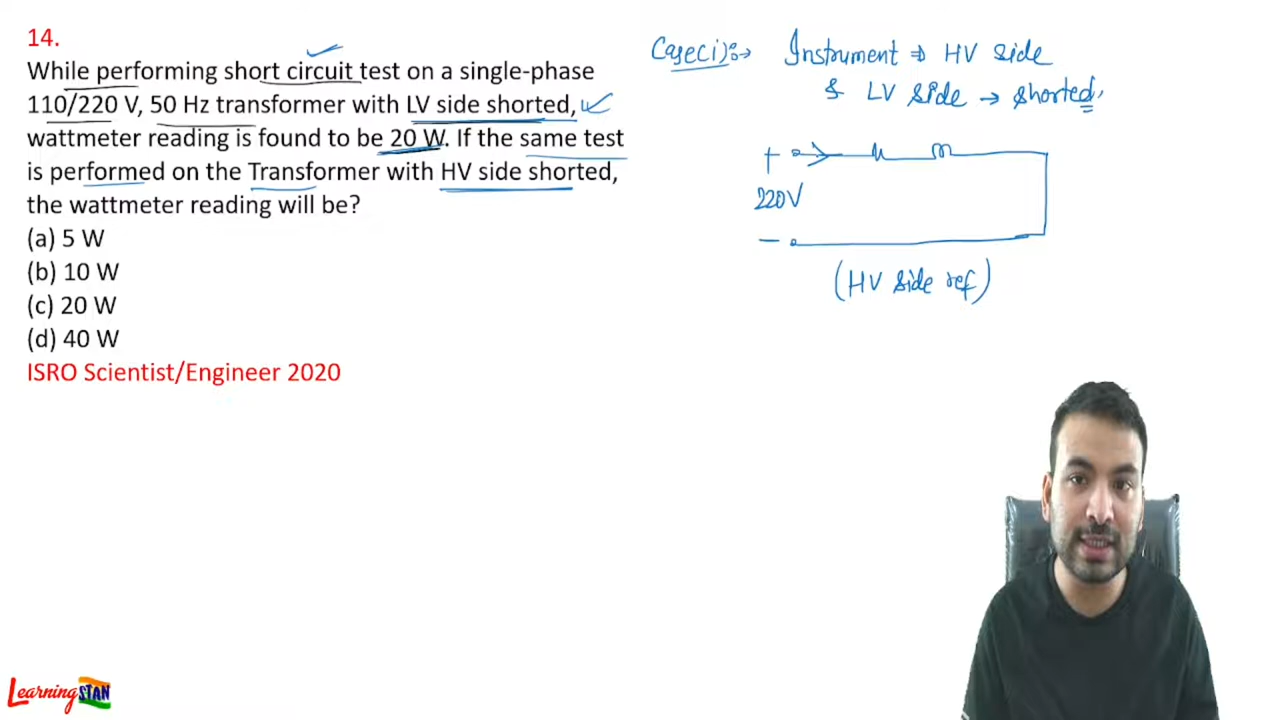 14.
While performing short circuit test on a single-phase
110/220 V, 50 Hz transformer with LV side shorted,
wattmeter reading is found to be 20 W. If the same test
is performed on the Transformer with HV side shorted,
the wattmeter reading will be?
(a) 5 W
(b) 10 W
(c) 20 W
(d) 40 W
ISRO Scientist/Engineer 2020
Case(i):→ Instrument ⇒ HV side
& LV side → shorted.
+
220V
−
(HV side ref)
Learning STAN